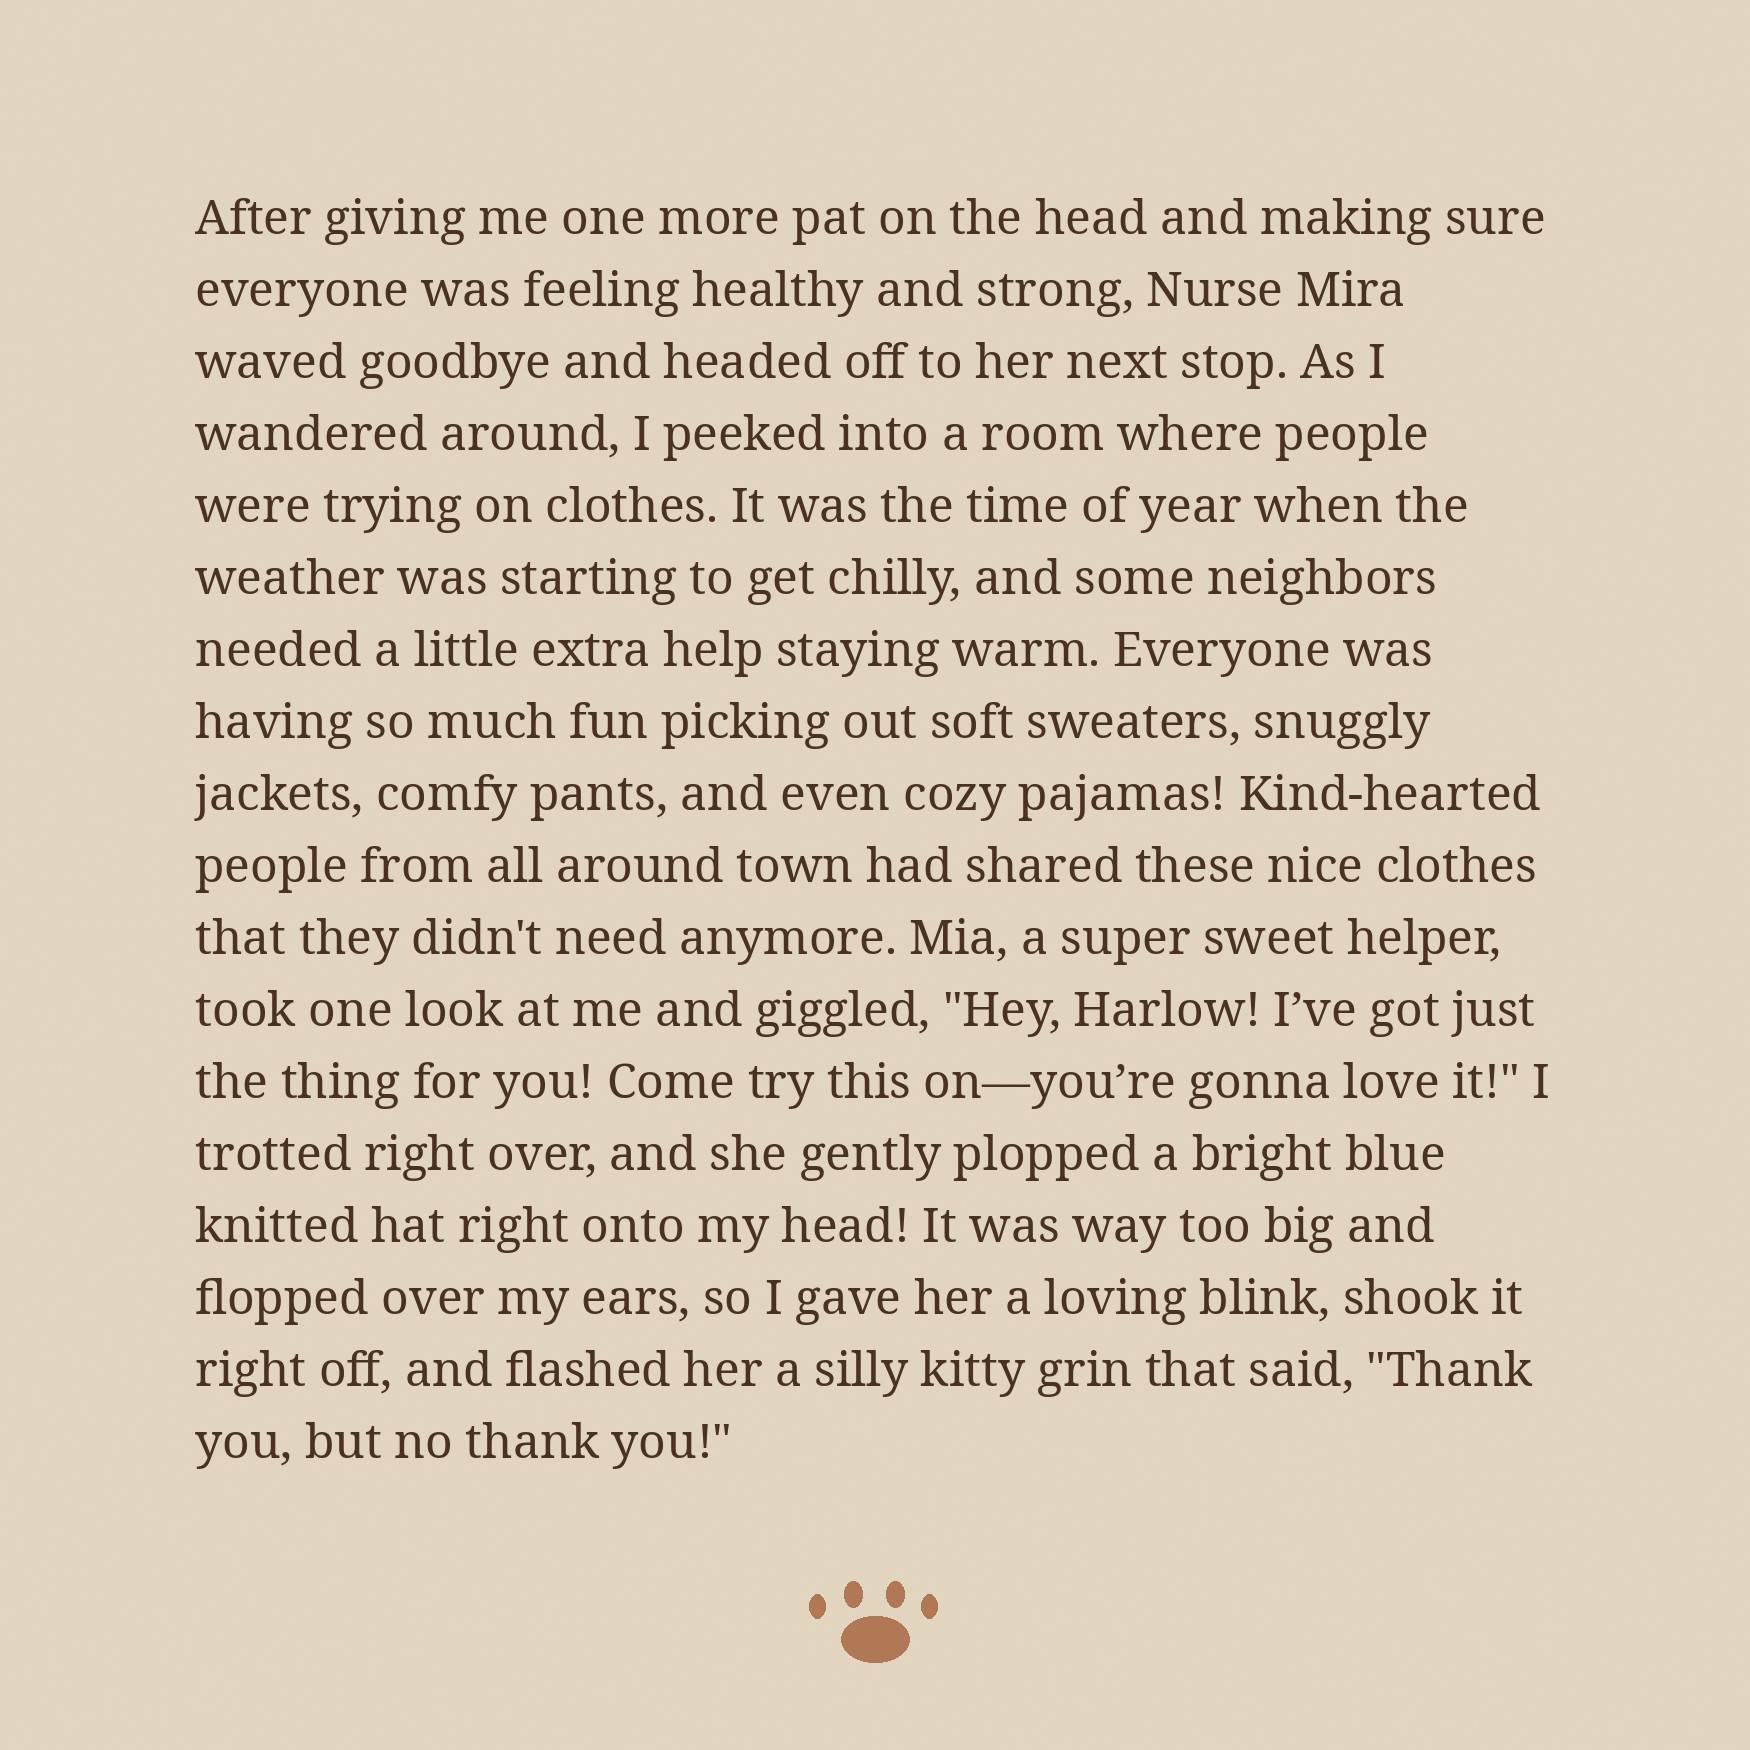 After giving me one more pat on the head and making sure
everyone was feeling healthy and strong, Nurse Mira
waved goodbye and headed off to her next stop. As I
wandered around, I peeked into a room where people
were trying on clothes. It was the time of year when the
weather was starting to get chilly, and some neighbors
needed a little extra help staying warm. Everyone was
having so much fun picking out soft sweaters, snuggly
jackets, comfy pants, and even cozy pajamas! Kind-hearted
people from all around town had shared these nice clothes
that they didn't need anymore. Mia, a super sweet helper,
took one look at me and giggled, "Hey, Harlow! I’ve got just
the thing for you! Come try this on—you’re gonna love it!" I
trotted right over, and she gently plopped a bright blue
knitted hat right onto my head! It was way too big and
flopped over my ears, so I gave her a loving blink, shook it
right off, and flashed her a silly kitty grin that said, "Thank
you, but no thank you!"